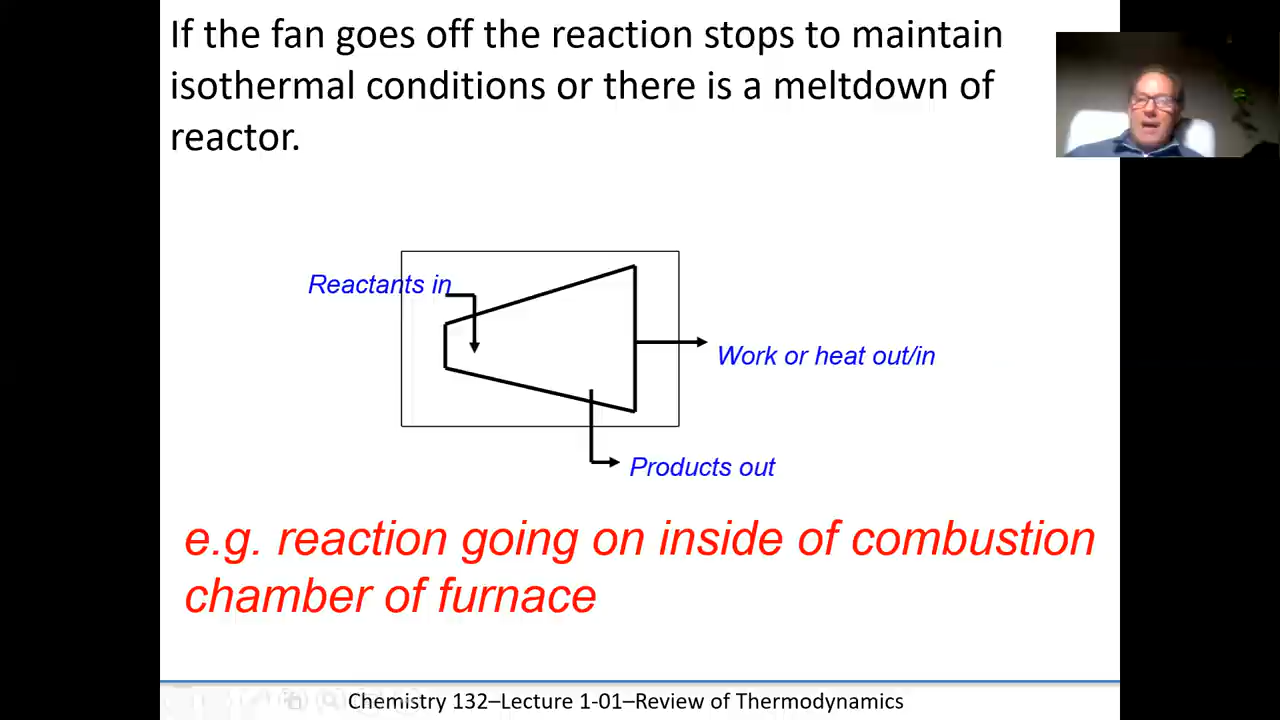 If the fan goes off the reaction stops to maintain
isothermal conditions or there is a meltdown of
reactor.
Reactants in
Work or heat out/in
Products out
e.g. reaction going on inside of combustion
chamber of furnace
Chemistry 132–Lecture 1-01–Review of Thermodynamics